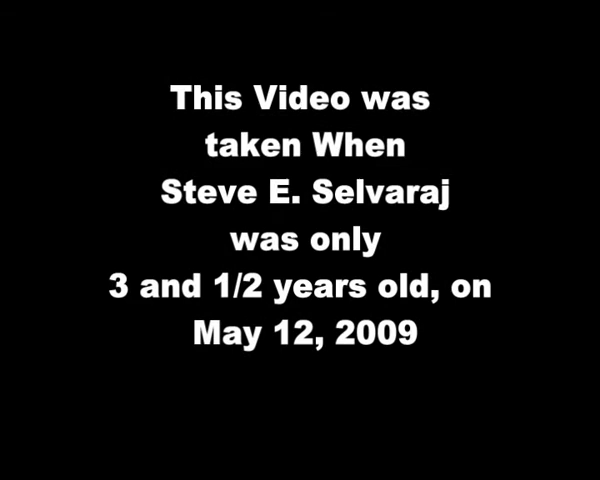 This Video was
taken When
Steve E. Selvaraj
was only
3 and 1/2 years old, on
May 12, 2009